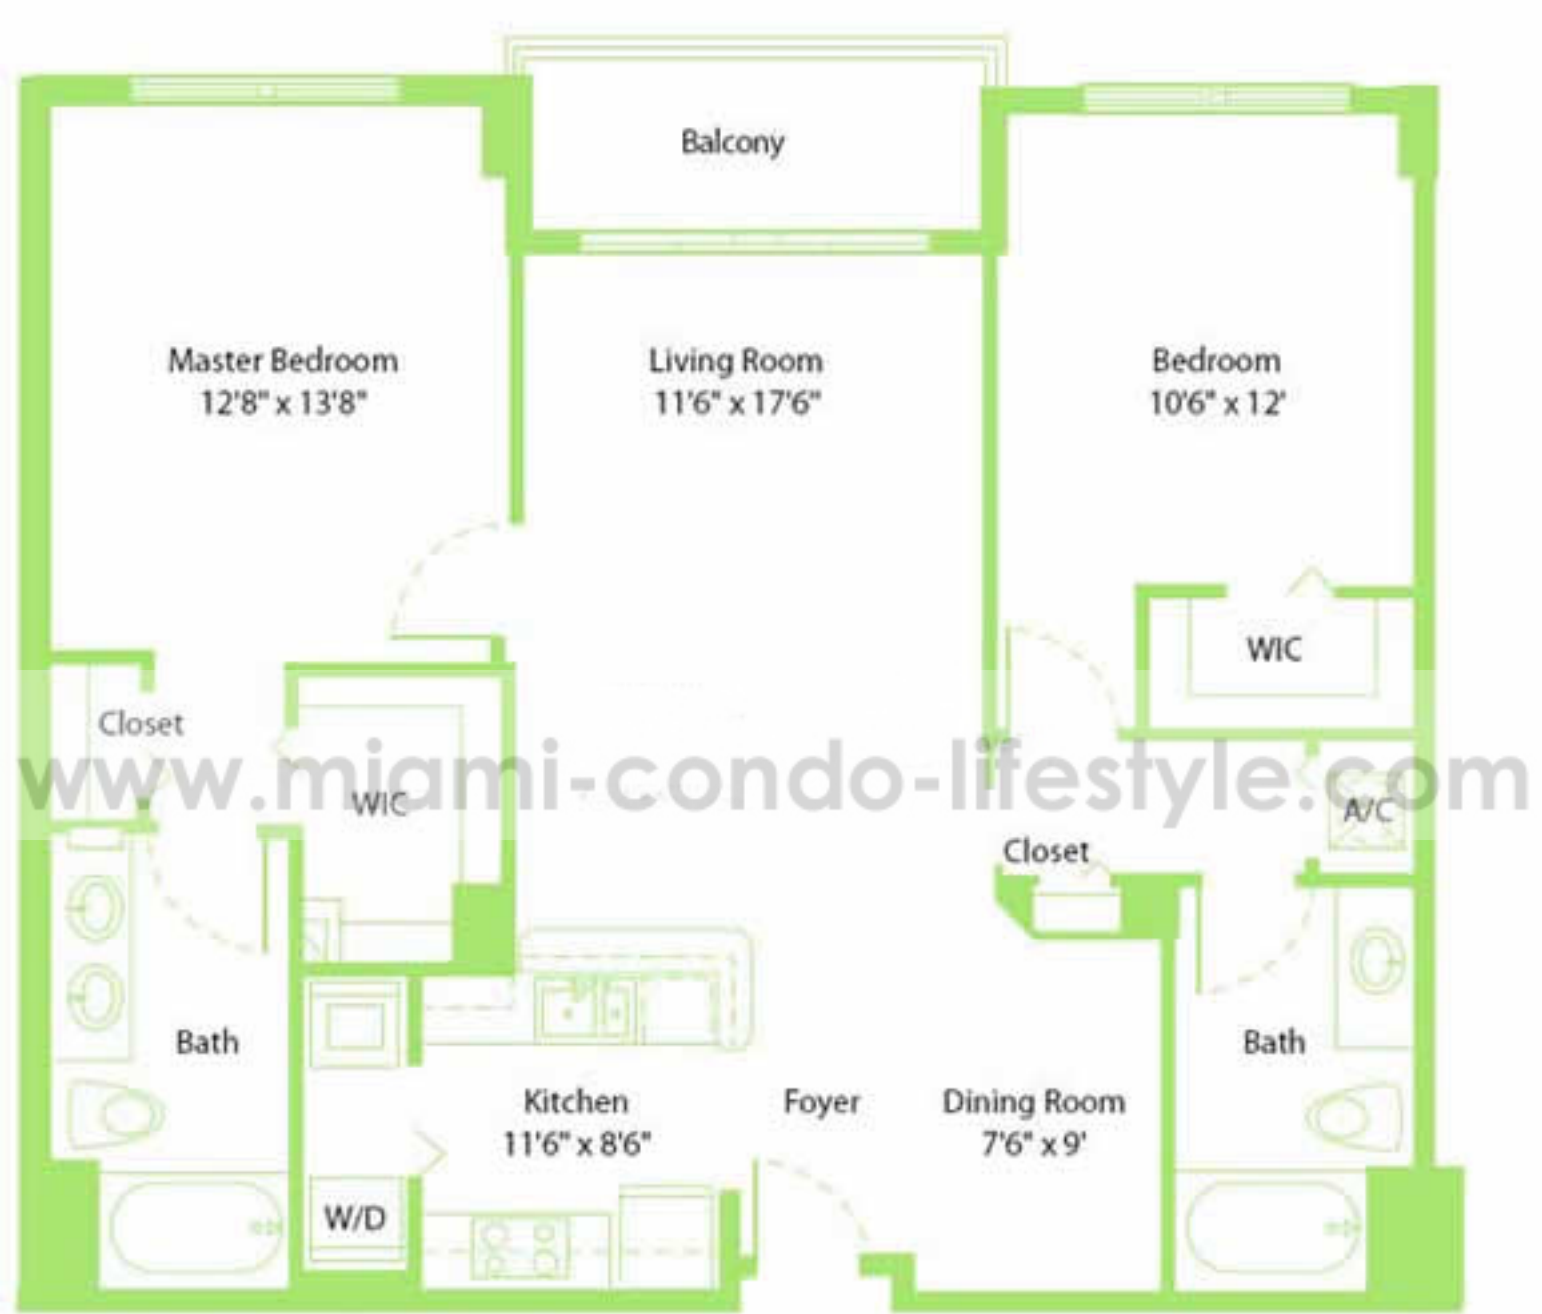 Balcony
Master Bedroom
12'8" x 13'8"
Living Room
11'6" x 17'6"
Bedroom
10'6" x 12'
WIC
Closet
www.miami-condo-lifestyle.com
WIC
A/C
Closet
Bath
Bath
Kitchen
11'6" x 8'6"
Foyer
Dining Room
7'6" x 9'
W/D